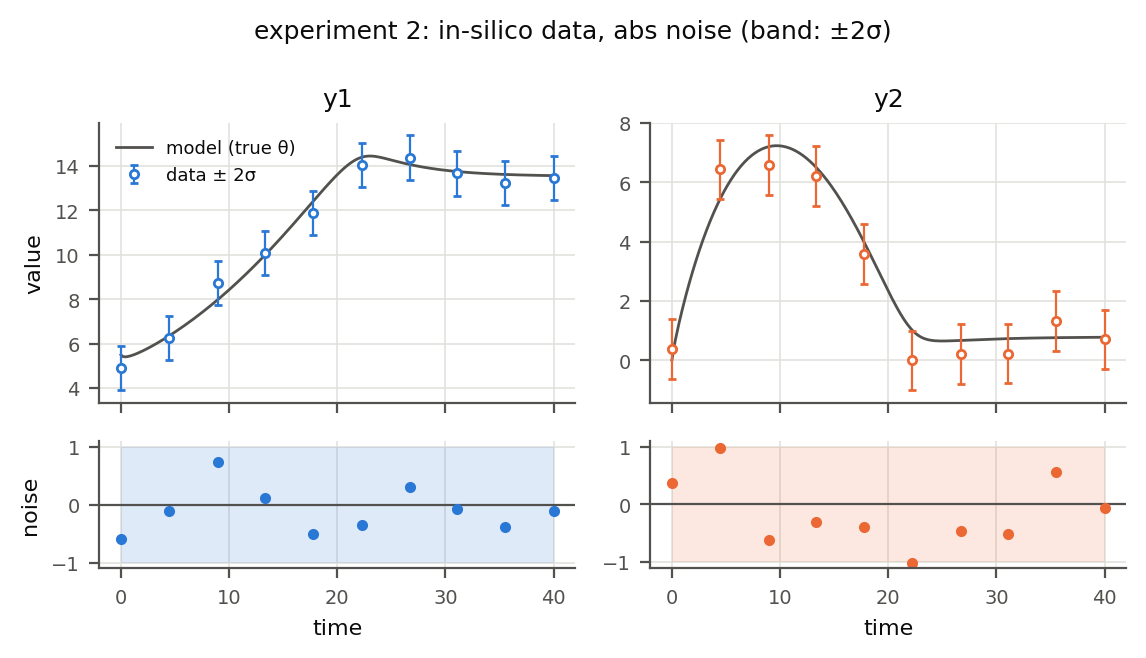 experiment 2: in-silico data, abs noise (band: ±2σ)
y1
y2
value
model (true θ)
data ± 2σ
14
12
10
8
6
4
8
6
4
2
0
noise
1
0
−1
1
0
−1
0 10 20 30 40
0 10 20 30 40
time
time